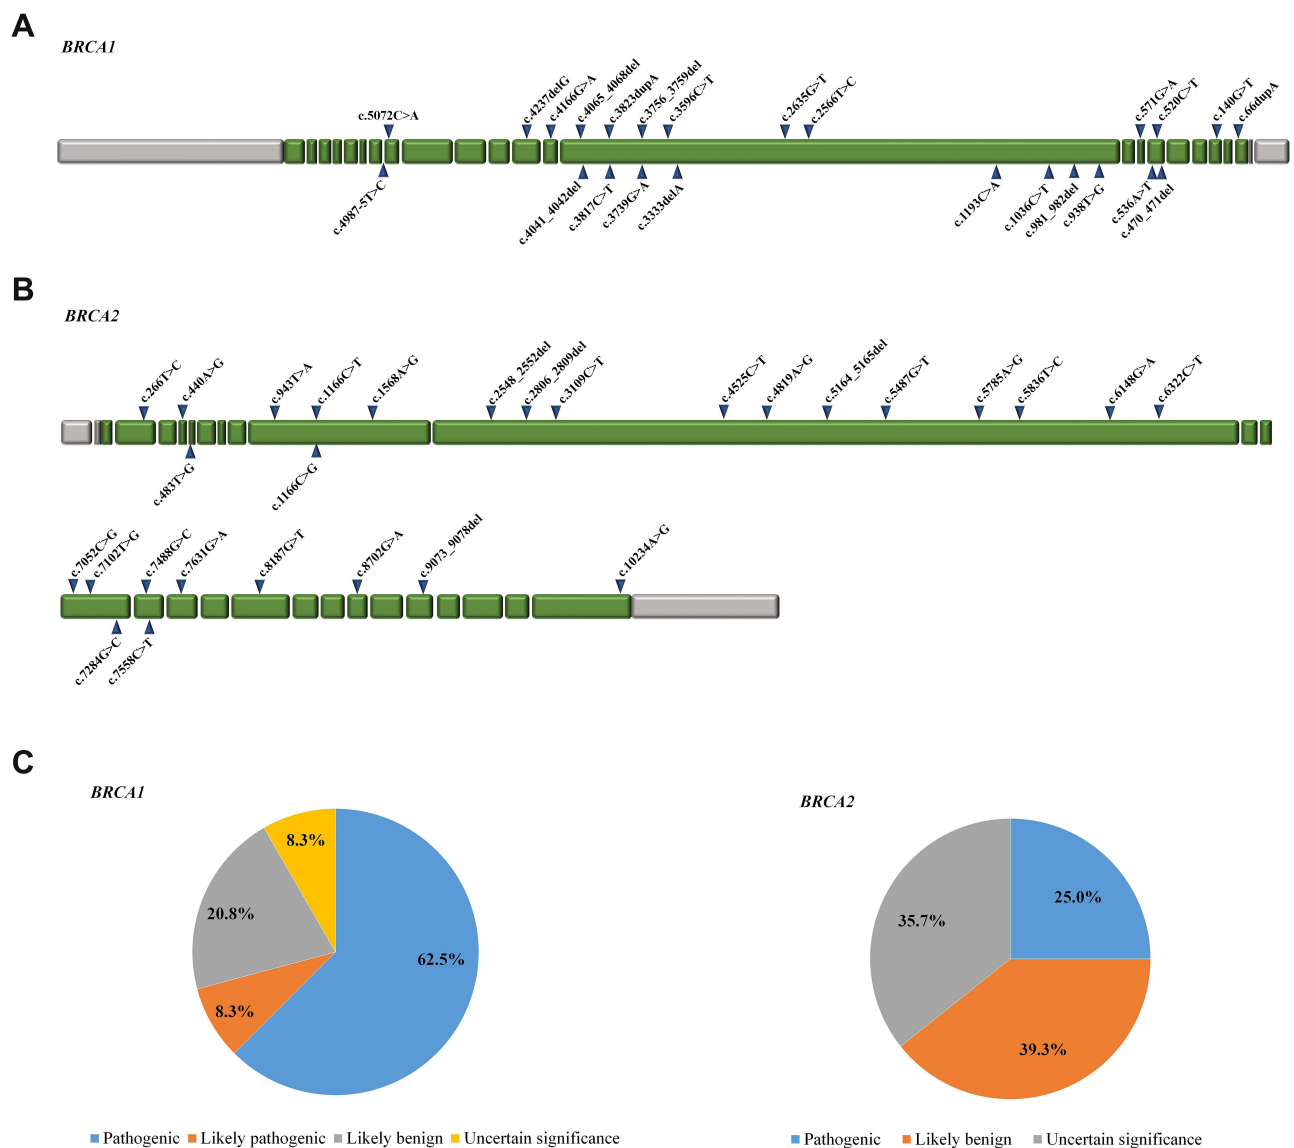 A
BRCA1
c.5072C>A
c.4237delG
c.4166G>A
c.4065_4068del
c.3823dupA
c.3756_3759del
c.3596C>T
c.2635G>T
c.2566T>C
c.571G>A
c.520C>T
c.140G>T
c.66dupA
c.4987-5T>C
c.4041_4042del
c.3817C>T
c.3739G>A
c.3333delA
c.1193C>A
c.1036C>T
c.981_982del
c.938T>G
c.536A>T
c.470_471del
B
BRCA2
c.266T>C
c.440A>G
c.943T>A
c.1166C>T
c.1568A>G
c.2548_2552del
c.2806_2809del
c.3109C>T
c.4525C>T
c.4819A>G
c.5164_5165del
c.5487G>T
c.5785A>G
c.5836T>C
c.6148G>A
c.6322C>T
c.483T>G
c.1166C>G
c.7052C>G
c.7102T>G
c.7488G>C
c.7631G>A
c.8187G>T
c.8702G>A
c.9073_9078del
c.10234A>G
c.7284G>C
c.7558C>T
C
BRCA1
8.3%
20.8%
62.5%
8.3%
Pathogenic Likely pathogenic Likely benign Uncertain significance
BRCA2
25.0%
35.7%
39.3%
Pathogenic Likely benign Uncertain significance